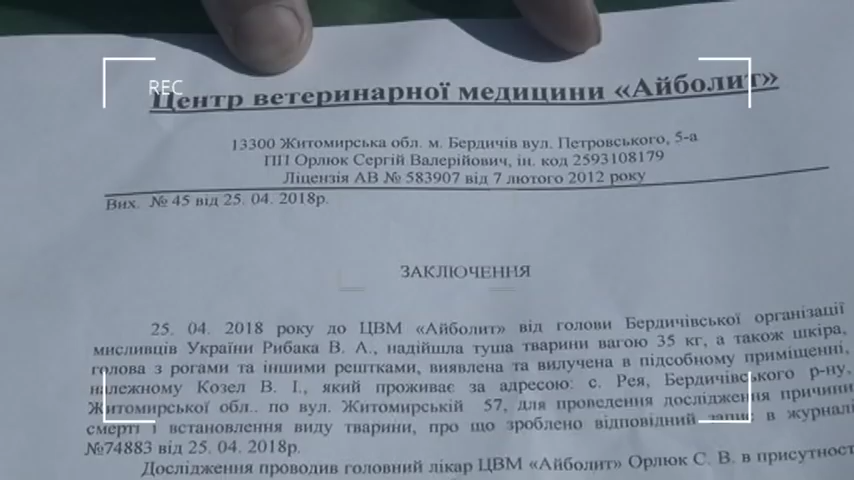 REC
Центр ветеринарної медицини «Айболит»
13300 Житомирська обл. м. Бердичів вул. Петровського, 5-а
ПП Орлюк Сергій Валерійович, ін. код 2593108179
Ліцензія АВ № 583907 від 7 лютого 2012 року
Вих. № 45 від 25. 04. 2018р.
ЗАКЛЮЧЕННЯ
25. 04. 2018 року до ЦВМ «Айболит» від голови Бердичівської організації
мисливців України Рибака В. А., надійшла туша тварини вагою 35 кг, а також шкіра,
голова з рогами та іншими рештками, виявлена та вилучена в підсобному приміщенні,
належному Козел В. І., який проживає за адресою: с. Рея, Бердичівського р-ну,
Житомирської обл.. по вул. Житомирській 57, для проведення дослідження причини
смерті і встановлення виду тварини, про що зроблено відповідний запис в журналі
№74883 від 25. 04. 2018р.
Дослідження проводив головний лікар ЦВМ «Айболит» Орлюк С. В. в присутност